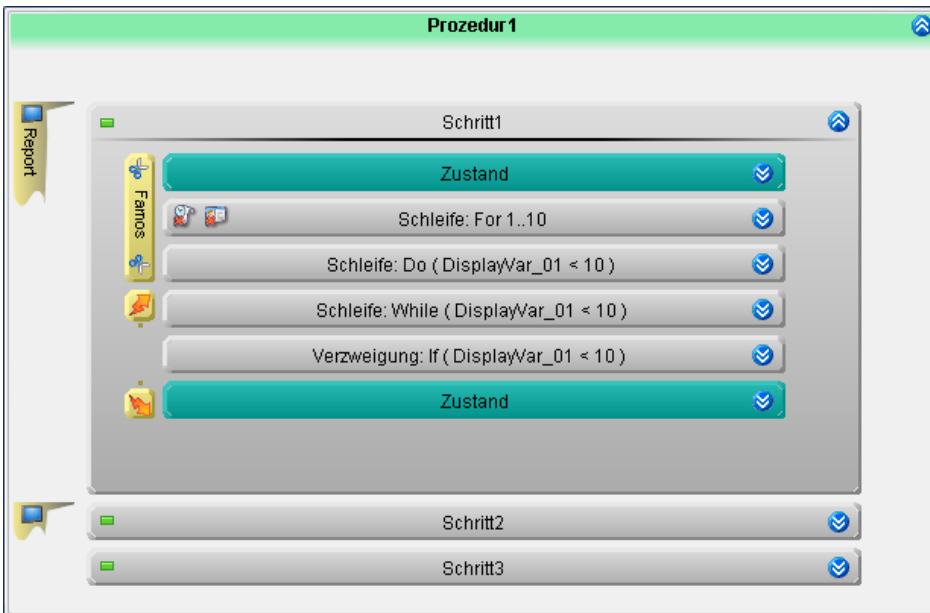 Prozedur1
Report
Schritt1
Famos
Zustand
Schleife: For 1..10
Schleife: Do ( DisplayVar_01 < 10 )
Schleife: While ( DisplayVar_01 < 10 )
Verzweigung: If ( DisplayVar_01 < 10 )
Zustand
Schritt2
Schritt3